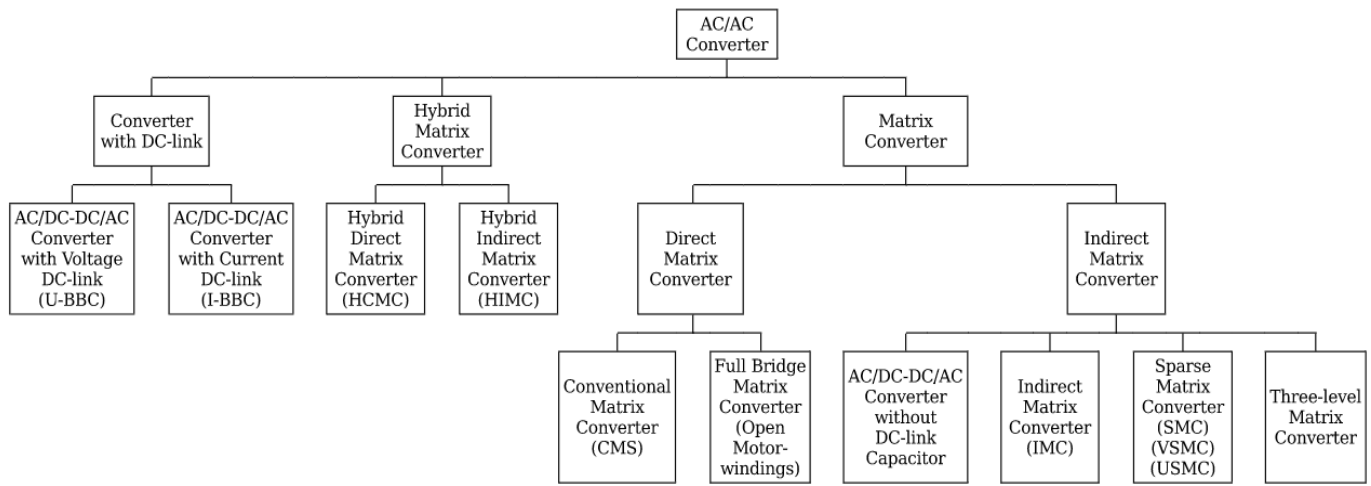 AC/AC
Converter
Converter
with DC-link
Hybrid
Matrix
Converter
Matrix
Converter
AC/DC-DC/AC
Converter
with Voltage
DC-link
(U-BBC)
AC/DC-DC/AC
Converter
with Current
DC-link
(I-BBC)
Hybrid
Direct
Matrix
Converter
(HCMC)
Hybrid
Indirect
Matrix
Converter
(HIMC)
Direct
Matrix
Converter
Indirect
Matrix
Converter
Conventional
Matrix
Converter
(CMS)
Full Bridge
Matrix
Converter
(Open
Motor-
windings)
AC/DC-DC/AC
Converter
without
DC-link
Capacitor
Indirect
Matrix
Converter
(IMC)
Sparse
Matrix
Converter
(SMC)
(VSMC)
(USMC)
Three-level
Matrix
Converter